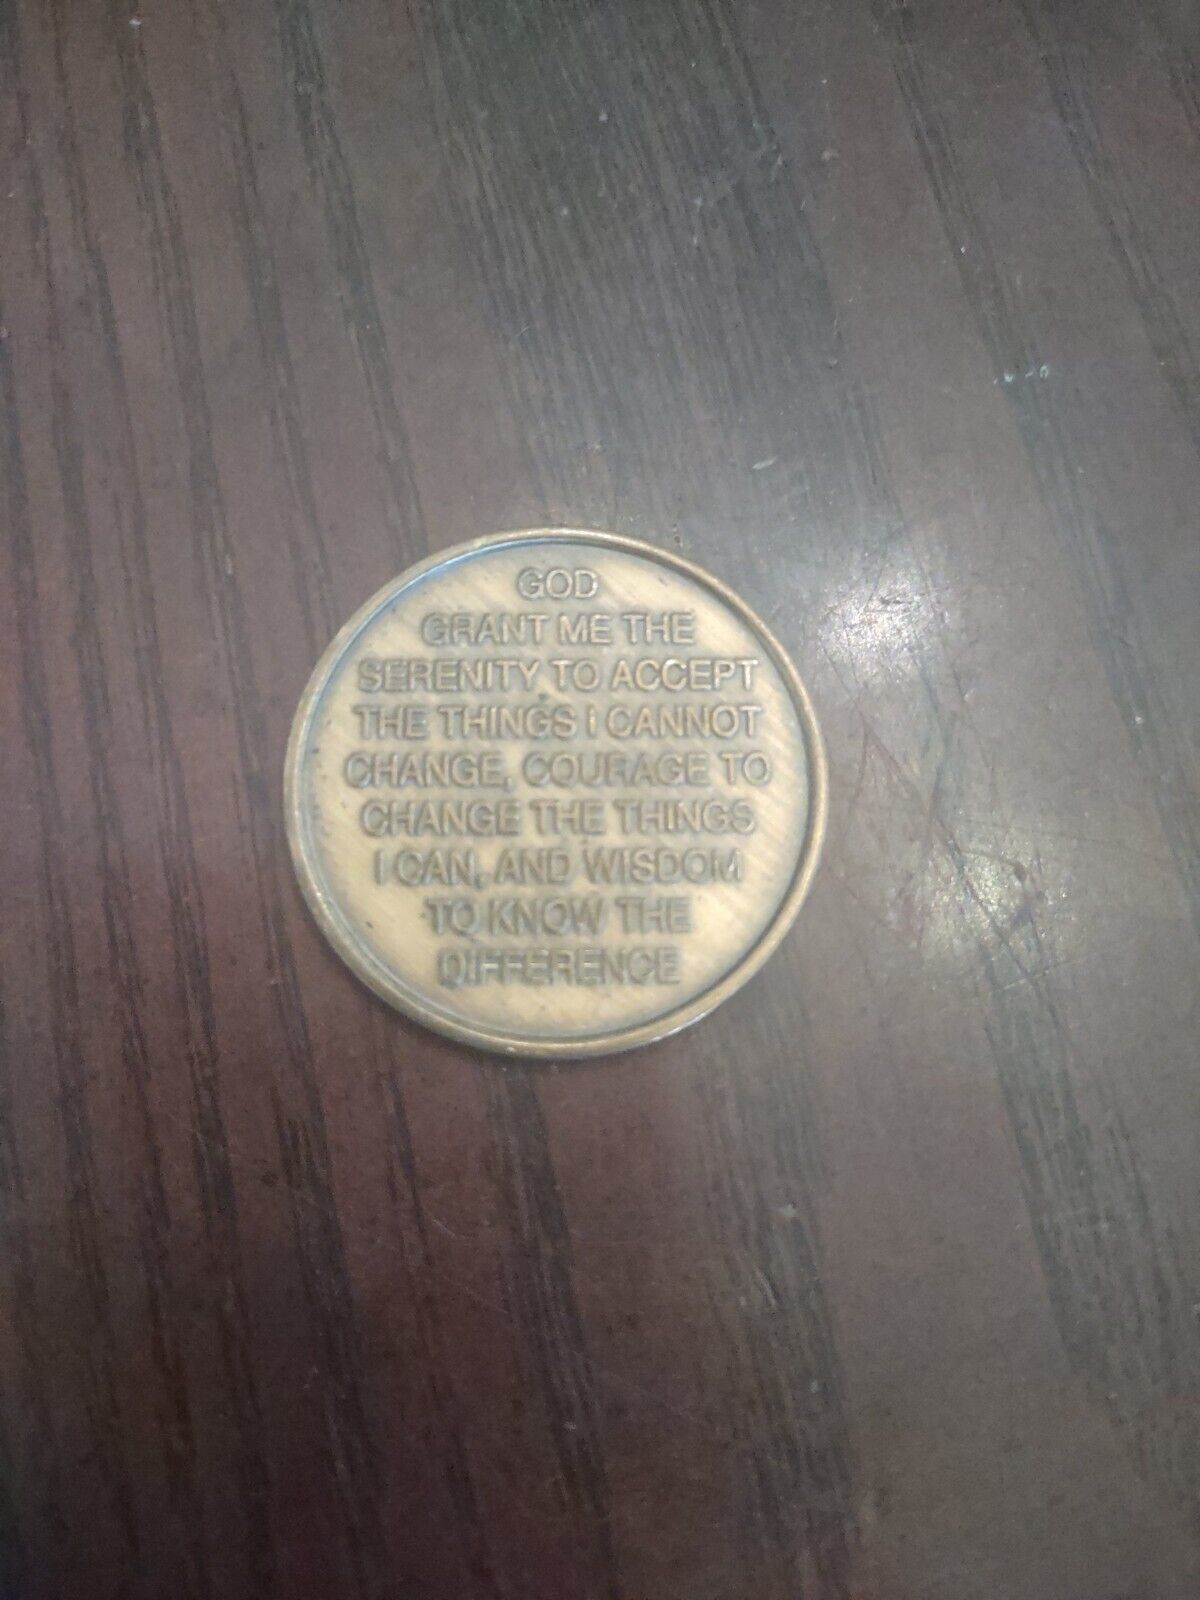 GOD
GRANT ME THE
SERENITY TO ACCEPT
THE THINGS I CANNOT
CHANGE, COURAGE TO
CHANGE THE THINGS
I CAN, AND WISDOM
TO KNOW THE
DIFFERENCE